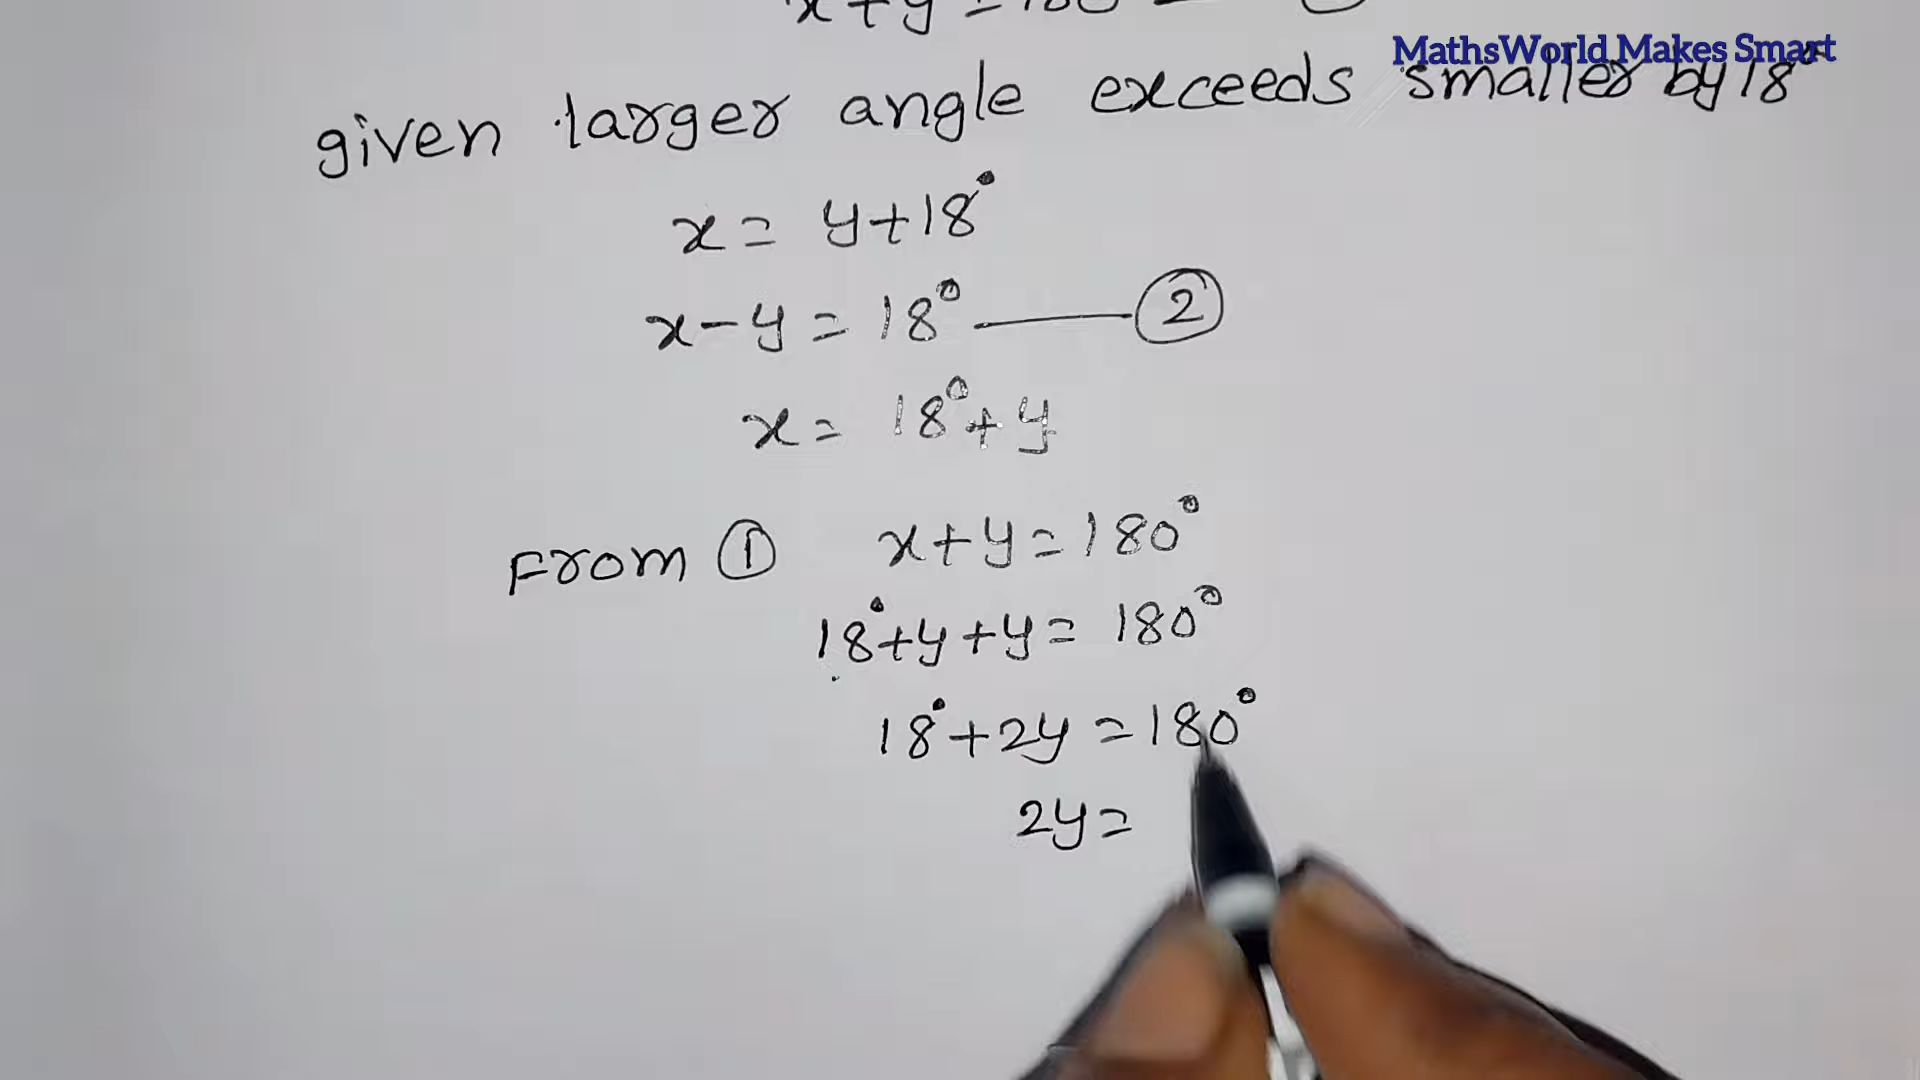 x+y=180
MathsWorld Makes Smart
given larger angle exceeds smaller by 18°
x = y+18°
x-y = 18° —— ②
x = 18°+y
From ① x+y=180°
18°+y+y= 180°
18°+2y =180°
2y=